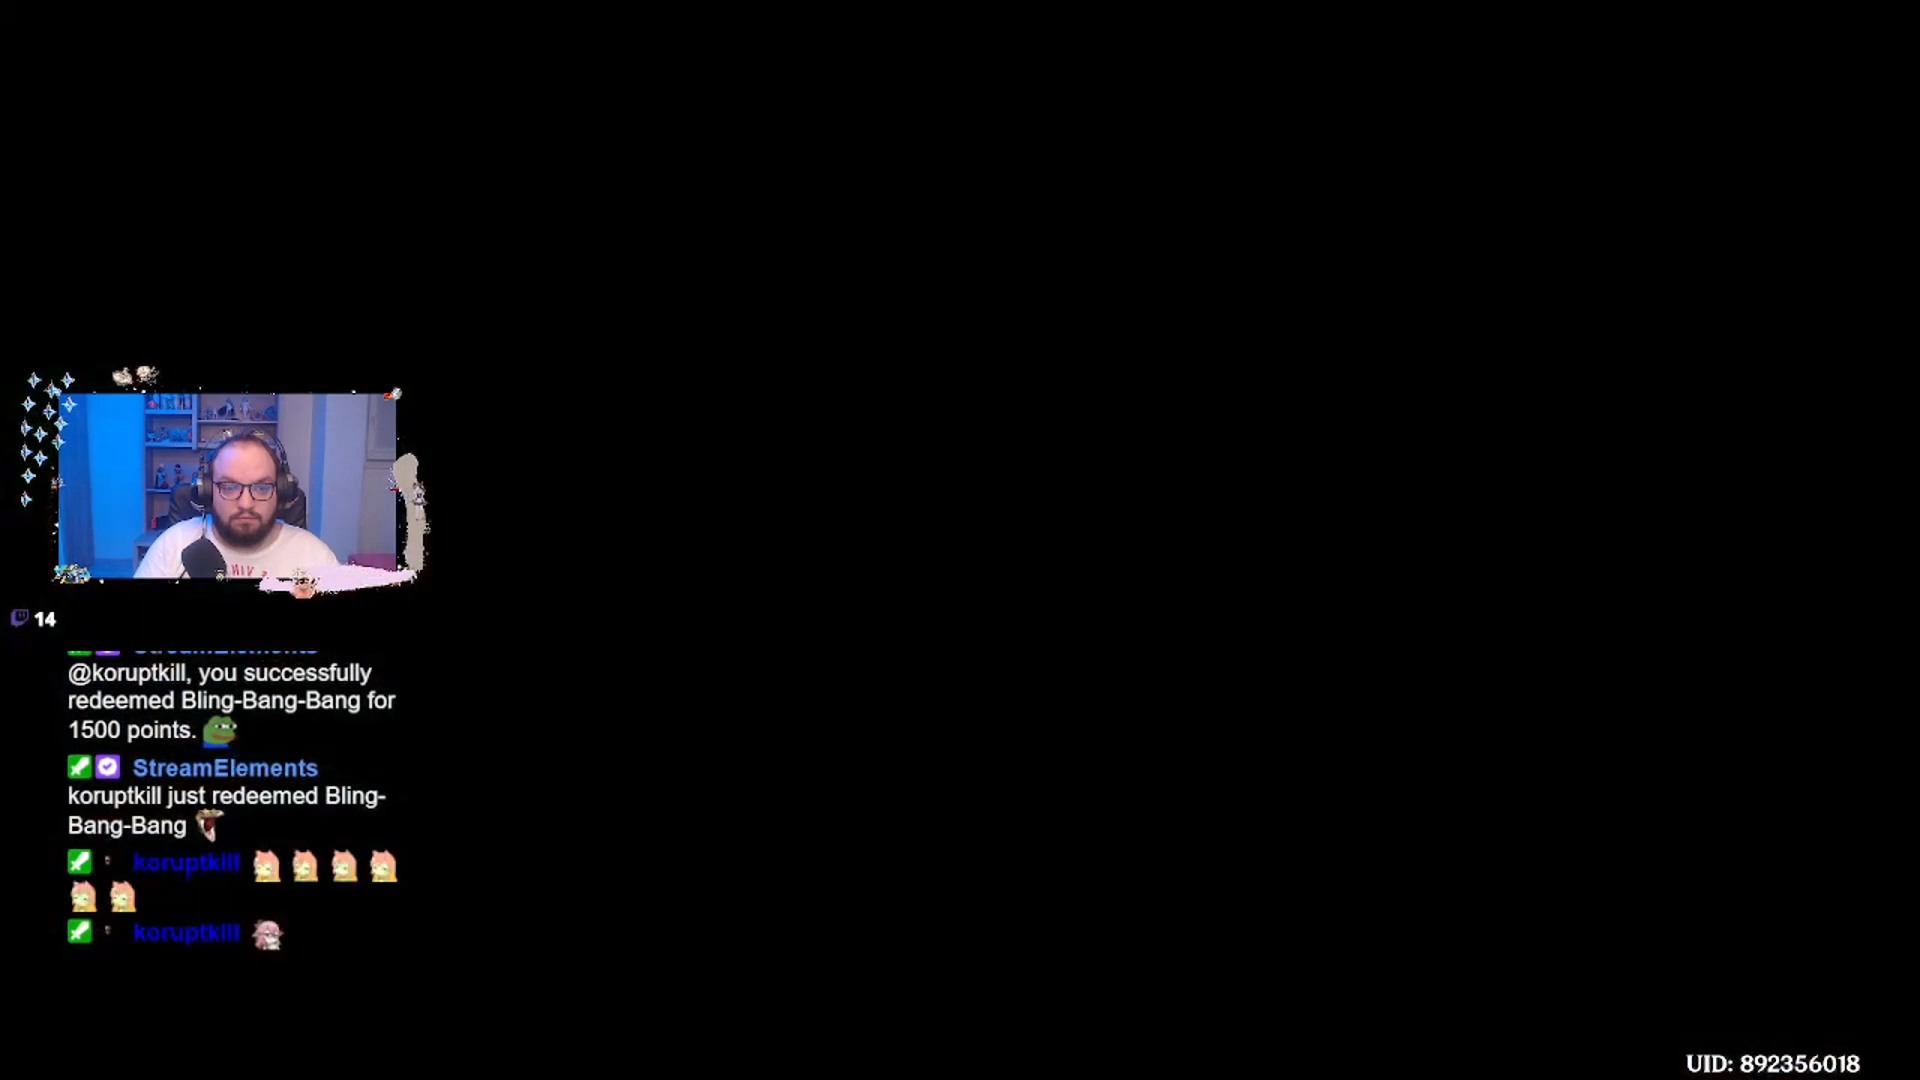 14
StreamElements
@koruptkill, you successfully
redeemed Bling-Bang-Bang for
1500 points.
StreamElements
koruptkill just redeemed Bling-
Bang-Bang
koruptkill
koruptkill
UID: 892356018